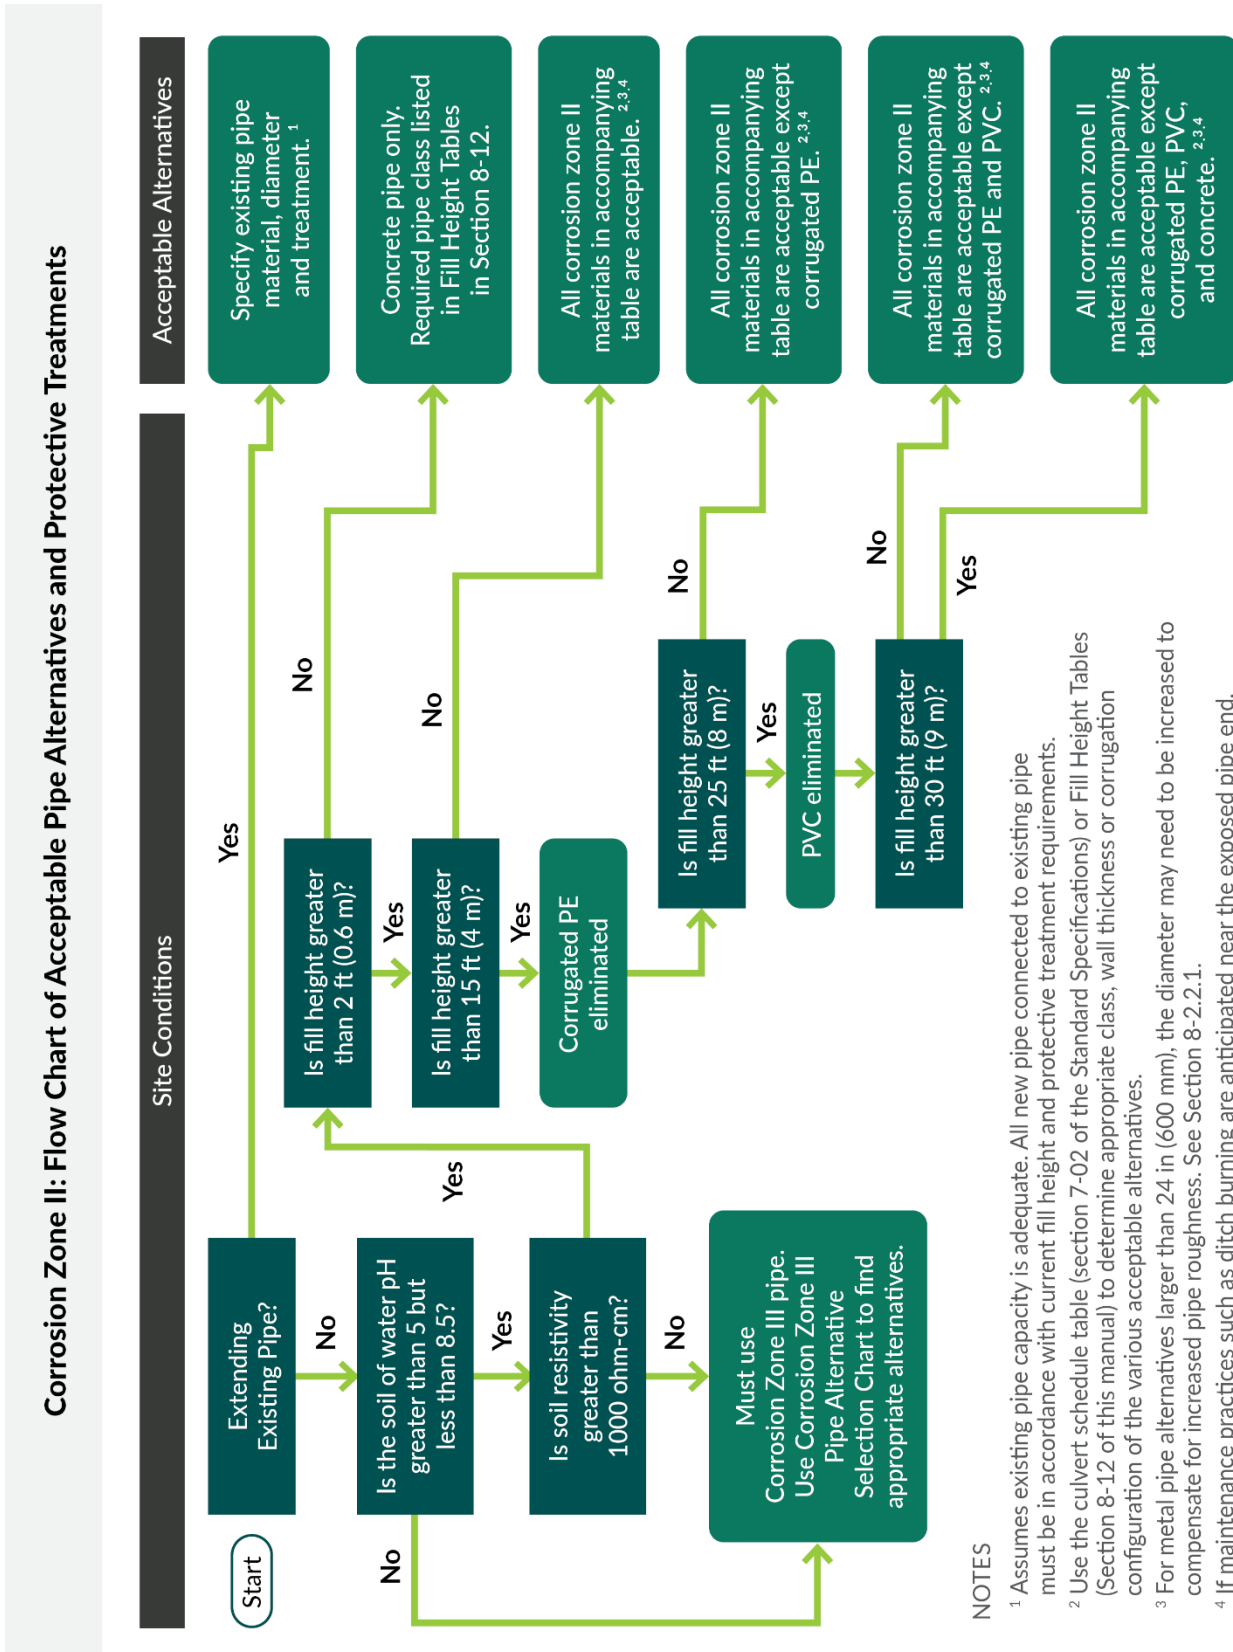 Corrosion Zone II: Flow Chart of Acceptable Pipe Alternatives and Protective Treatments
Site Conditions
Acceptable Alternatives
Start
Extending
Existing Pipe?
Yes
Specify existing pipe
material, diameter
and treatment. 1
No
Is the soil of water pH
greater than 5 but
less than 8.5?
No
Yes
Is soil resistivity
greater than
1000 ohm-cm?
Yes
No
Must use
Corrosion Zone III pipe.
Use Corrosion Zone III
Pipe Alternative
Selection Chart to find
appropriate alternatives.
Is fill height greater
than 2 ft (0.6 m)?
No
Concrete pipe only.
Required pipe class listed
in Fill Height Tables
in Section 8-12.
Yes
Is fill height greater
than 15 ft (4 m)?
No
All corrosion zone II
materials in accompanying
table are acceptable. 2,3,4
Yes
Corrugated PE
eliminated
Is fill height greater
than 25 ft (8 m)?
No
All corrosion zone II
materials in accompanying
table are acceptable except
corrugated PE. 2,3,4
Yes
PVC eliminated
Is fill height greater
than 30 ft (9 m)?
No
All corrosion zone II
materials in accompanying
table are acceptable except
corrugated PE and PVC. 2,3,4
Yes
All corrosion zone II
materials in accompanying
table are acceptable except
corrugated PE, PVC,
and concrete. 2,3,4
NOTES
1 Assumes existing pipe capacity is adequate. All new pipe connected to existing pipe
must be in accordance with current fill height and protective treatment requirements.
2 Use the culvert schedule table (section 7-02 of the Standard Specifications) or Fill Height Tables
(Section 8-12 of this manual) to determine appropriate class, wall thickness or corrugation
configuration of the various acceptable alternatives.
3 For metal pipe alternatives larger than 24 in (600 mm), the diameter may need to be increased to
compensate for increased pipe roughness. See Section 8-2.2.1.
4 If maintenance practices such as ditch burning are anticipated near the exposed pipe end,